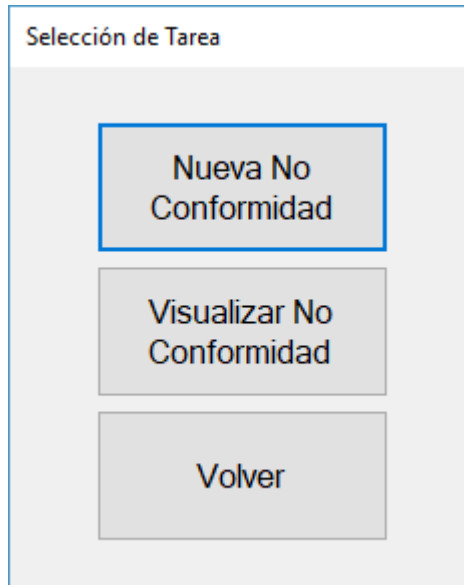 Selección de Tarea
Nueva No
Conformidad
Visualizar No
Conformidad
Volver